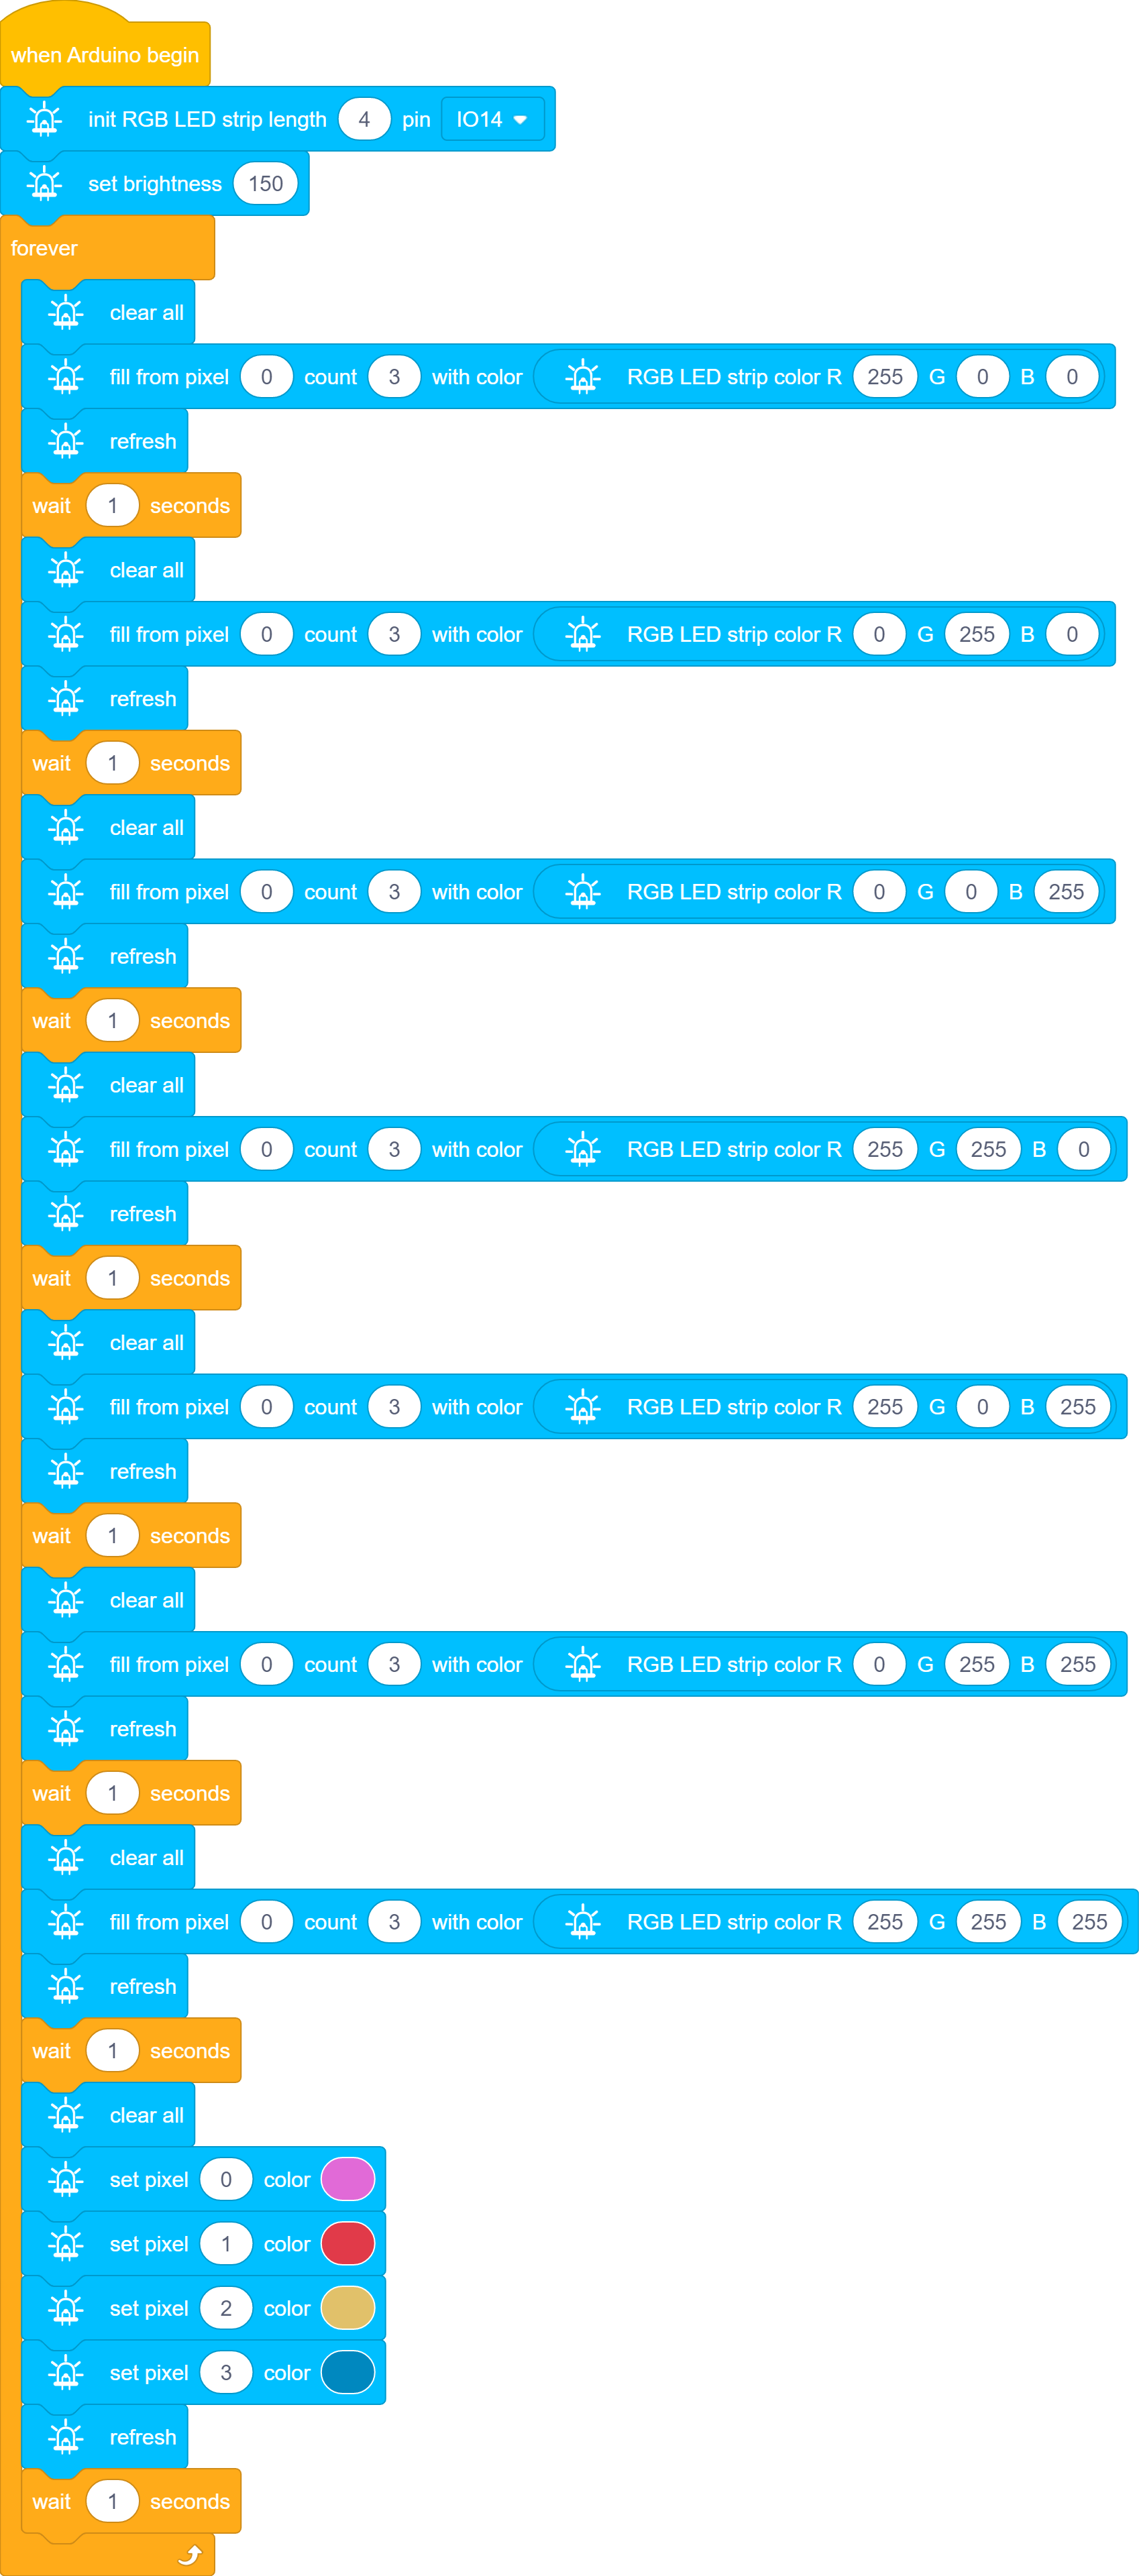 when Arduino begin
init RGB LED strip length 4 pin IO14
set brightness 150
forever
clear all
fill from pixel 0 count 3 with color RGB LED strip color R 255 G 0 B 0
refresh
wait 1 seconds
clear all
fill from pixel 0 count 3 with color RGB LED strip color R 0 G 255 B 0
refresh
wait 1 seconds
clear all
fill from pixel 0 count 3 with color RGB LED strip color R 0 G 0 B 255
refresh
wait 1 seconds
clear all
fill from pixel 0 count 3 with color RGB LED strip color R 255 G 255 B 0
refresh
wait 1 seconds
clear all
fill from pixel 0 count 3 with color RGB LED strip color R 255 G 0 B 255
refresh
wait 1 seconds
clear all
fill from pixel 0 count 3 with color RGB LED strip color R 0 G 255 B 255
refresh
wait 1 seconds
clear all
fill from pixel 0 count 3 with color RGB LED strip color R 255 G 255 B 255
refresh
wait 1 seconds
clear all
set pixel 0 color
set pixel 1 color
set pixel 2 color
set pixel 3 color
refresh
wait 1 seconds